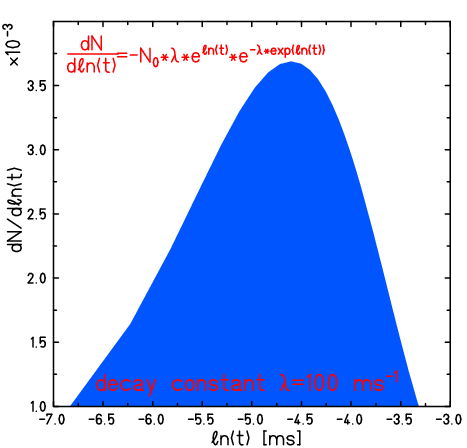 ×10⁻³
dN/dℓn(t)=-N₀*λ*e^ℓn(t)*e^-λ*exp(ℓn(t))
3.5
3.0
2.5
2.0
1.5
1.0
dN/dℓn(t)
decay constant λ=100 ms⁻¹
-7.0 -6.5 -6.0 -5.5 -5.0 -4.5 -4.0 -3.5 -3.0
ℓn(t) [ms]